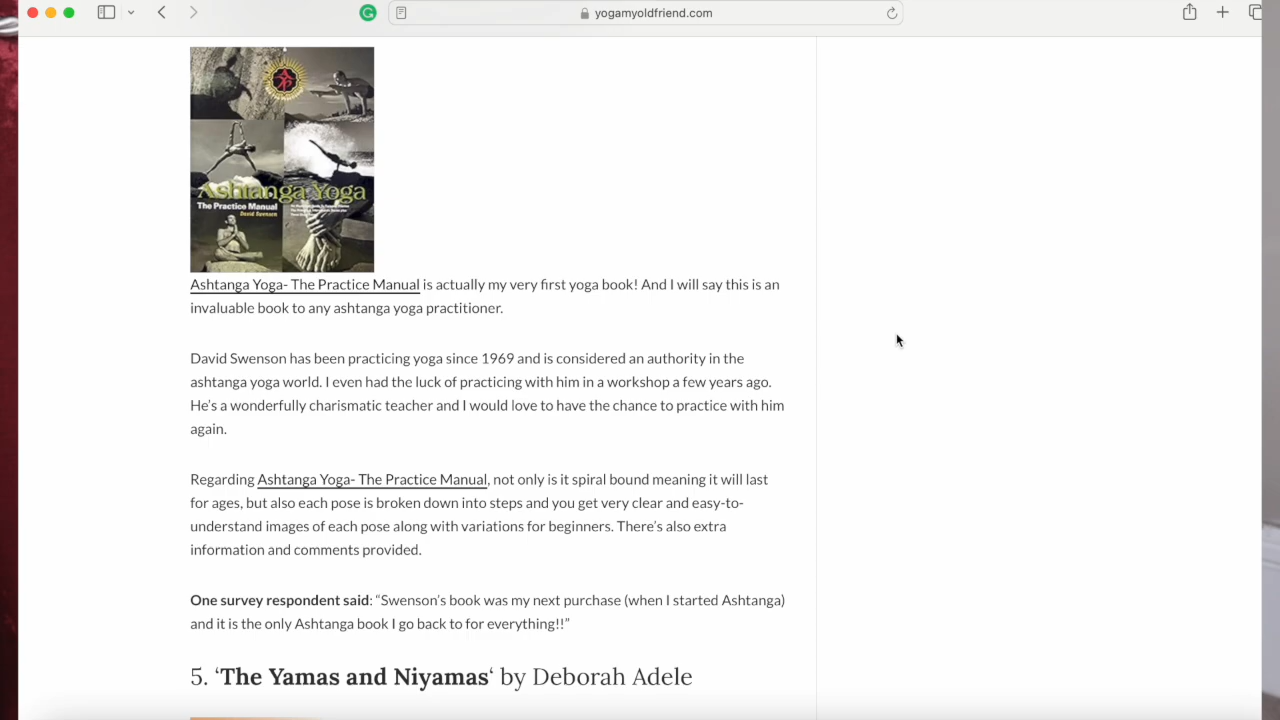 yogamyoldfriend.com
Ashtanga Yoga
The Practice Manual
David Swenson
Ashtanga Yoga- The Practice Manual is actually my very first yoga book! And I will say this is an
invaluable book to any ashtanga yoga practitioner.
David Swenson has been practicing yoga since 1969 and is considered an authority in the
ashtanga yoga world. I even had the luck of practicing with him in a workshop a few years ago.
He's a wonderfully charismatic teacher and I would love to have the chance to practice with him
again.
Regarding Ashtanga Yoga- The Practice Manual, not only is it spiral bound meaning it will last
for ages, but also each pose is broken down into steps and you get very clear and easy-to-
understand images of each pose along with variations for beginners. There's also extra
information and comments provided.
One survey respondent said: “Swenson's book was my next purchase (when I started Ashtanga)
and it is the only Ashtanga book I go back to for everything!!”
5. ‘The Yamas and Niyamas‘ by Deborah Adele